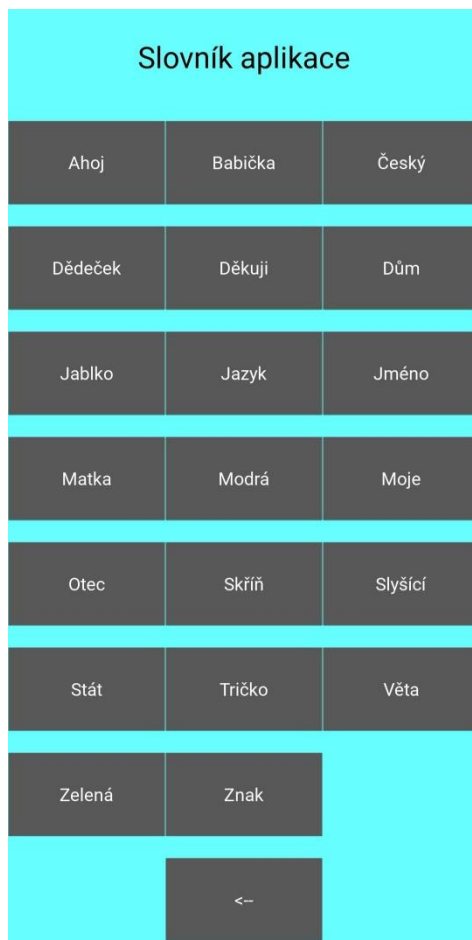 Slovník aplikace
Ahoj Babička Český
Dědeček Děkuji Dům
Jablko Jazyk Jméno
Matka Modrá Moje
Otec Skříň Slyšící
Stát Tričko Věta
Zelená Znak
<--